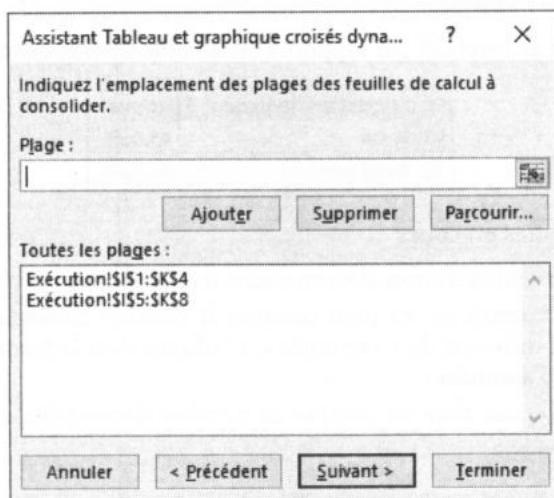 Assistant Tableau et graphique croisés dyna... ? ×
Indiquez l'emplacement des plages des feuilles de calcul à
consolider.
Plage :
Ajouter Supprimer Parcourir...
Toutes les plages :
Exécution!$I$1:$K$4
Exécution!$I$5:$K$8
Annuler < Précédent Suivant > Terminer